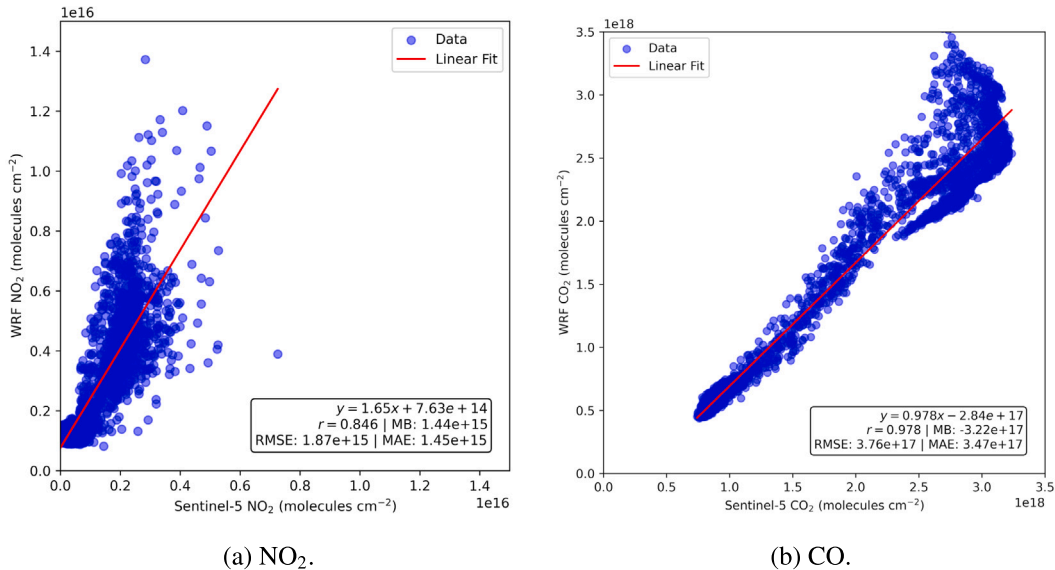 1e16
1.4
1.2
1.0
0.8
0.6
0.4
0.2
0.0
WRF NO₂ (molecules cm⁻²)
Data
Linear Fit
y = 1.65x + 7.63e + 14
r = 0.846 | MB: 1.44e+15
RMSE: 1.87e+15 | MAE: 1.45e+15
0.0 0.2 0.4 0.6 0.8 1.0 1.2 1.4
Sentinel-5 NO₂ (molecules cm⁻²)
1e16
(a) NO₂.
1e18
3.5
3.0
2.5
2.0
1.5
1.0
0.5
0.0
WRF CO₂ (molecules cm⁻²)
Data
Linear Fit
y = 0.978x − 2.84e + 17
r = 0.978 | MB: -3.22e+17
RMSE: 3.76e+17 | MAE: 3.47e+17
0.0 0.5 1.0 1.5 2.0 2.5 3.0 3.5
Sentinel-5 CO₂ (molecules cm⁻²)
1e18
(b) CO.